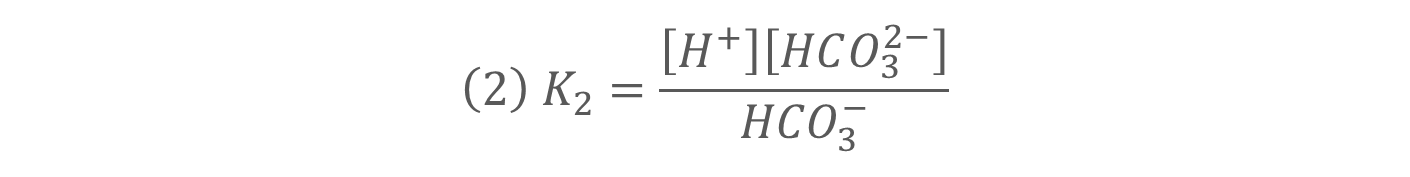 (2) K₂ = [H⁺][HCO₃²⁻] / HCO₃⁻